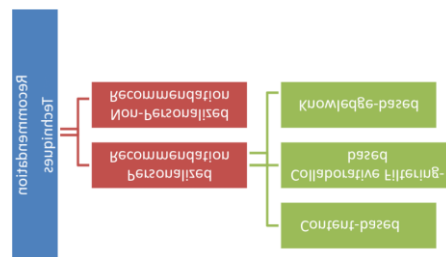 Recommendation
Techniques
Personalized
Recommendation
Non-Personalized
Recommendation
Content-based
Collaborative Filtering-
based
Knowledge-based